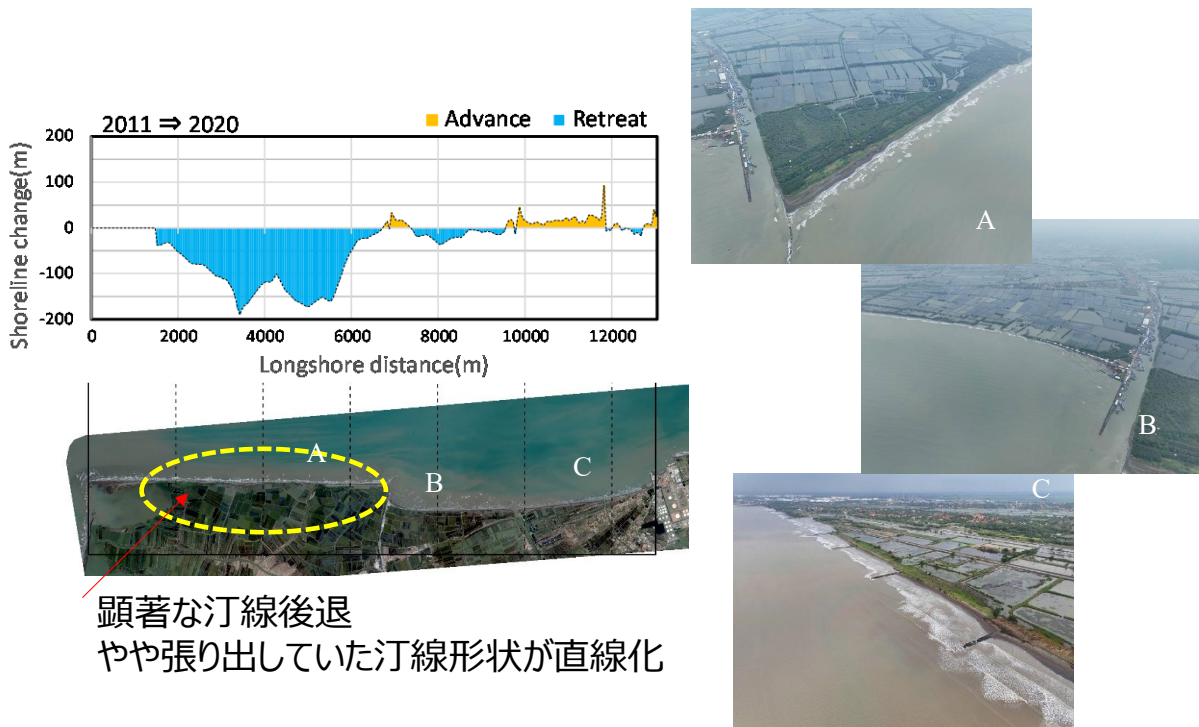 2011 ⇒ 2020
Advance
Retreat
Shoreline change(m)
200
100
0
-100
-200
0
2000
4000
6000
8000
10000
12000
Longshore distance(m)
A
B
C
顕著な汀線後退
やや張り出していた汀線形状が直線化
A
B
C